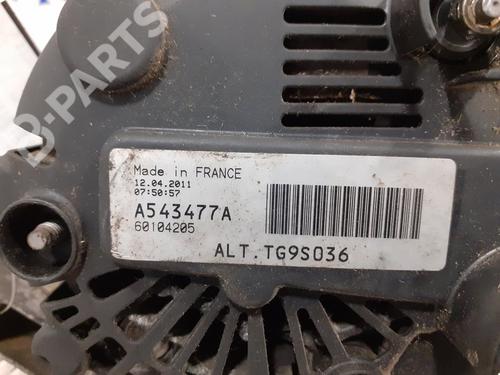 B-PARTS
Made in FRANCE
12.04.2011
07:50:57
A543477A
60104205
ALT.TG9S036